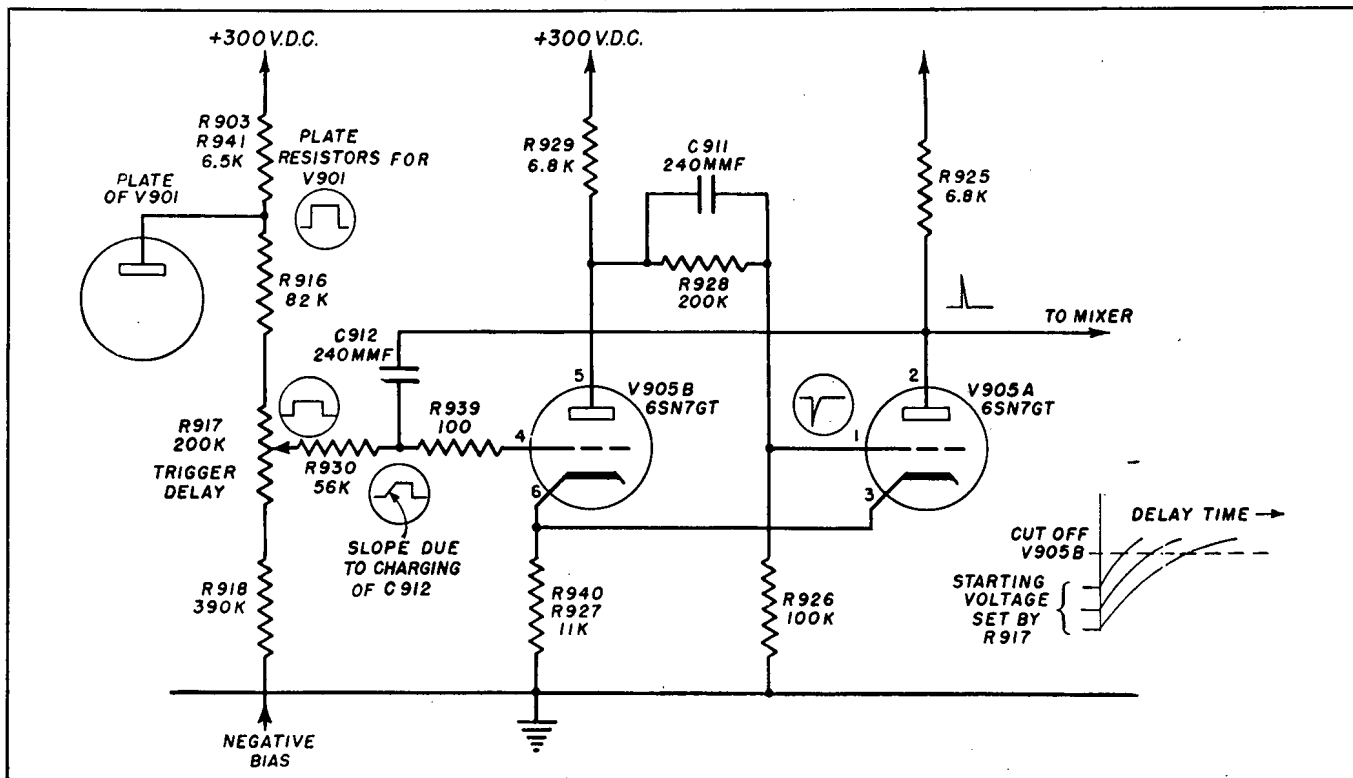 +300V.D.C.
+300V.D.C.
R903
R941
6.5K
PLATE
RESISTORS FOR
V901
PLATE
OF V901
R916
82K
R929
6.8K
C911
240MMF
R928
200K
R925
6.8K
TO MIXER
C912
240MMF
R917
200K
TRIGGER
DELAY
R930
56K
R939
100
4
5
6
V905B
6SN7GT
1
2
3
V905A
6SN7GT
SLOPE DUE
TO CHARGING
OF C912
R918
390K
R940
R927
11K
R926
100K
DELAY TIME
CUT OFF
V905B
STARTING
VOLTAGE
SET BY
R917
NEGATIVE
BIAS